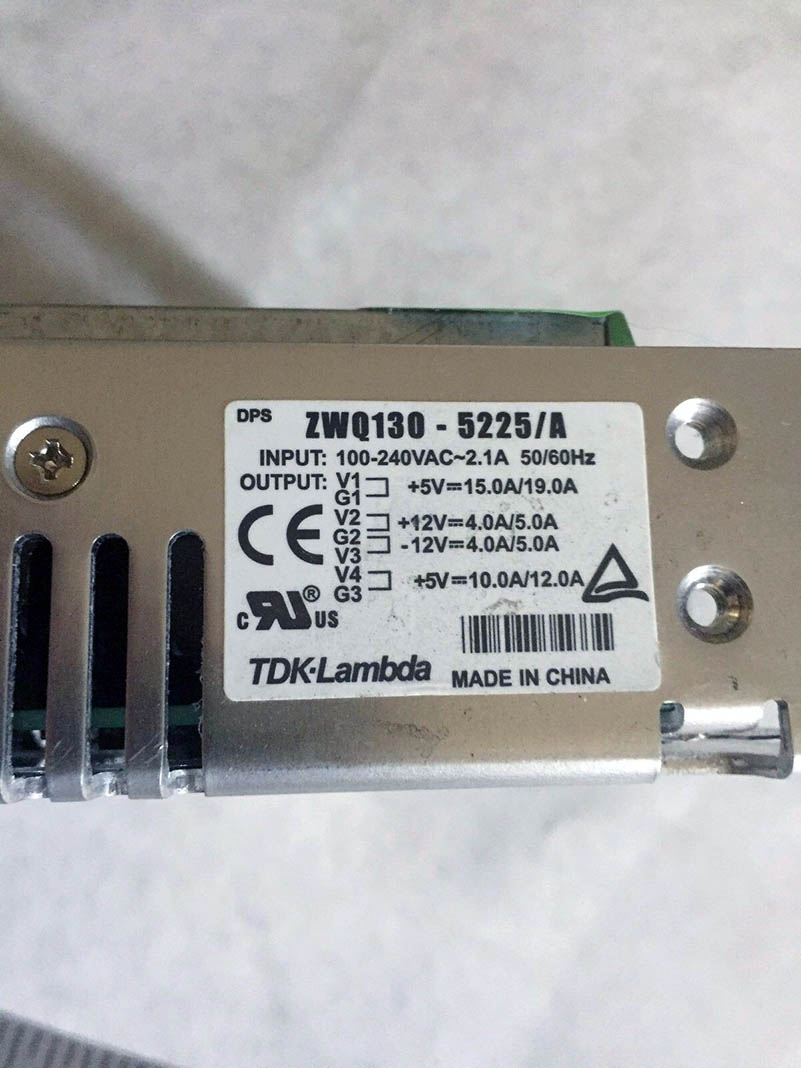 DPS ZWQ130 - 5225/A
INPUT: 100-240VAC~2.1A 50/60Hz
OUTPUT: V1 G1 +5V⎓15.0A/19.0A
V2 +12V⎓4.0A/5.0A
G2
V3 -12V⎓4.0A/5.0A
V4 G3 +5V⎓10.0A/12.0A
CE
C RU® US
TDK·Lambda MADE IN CHINA